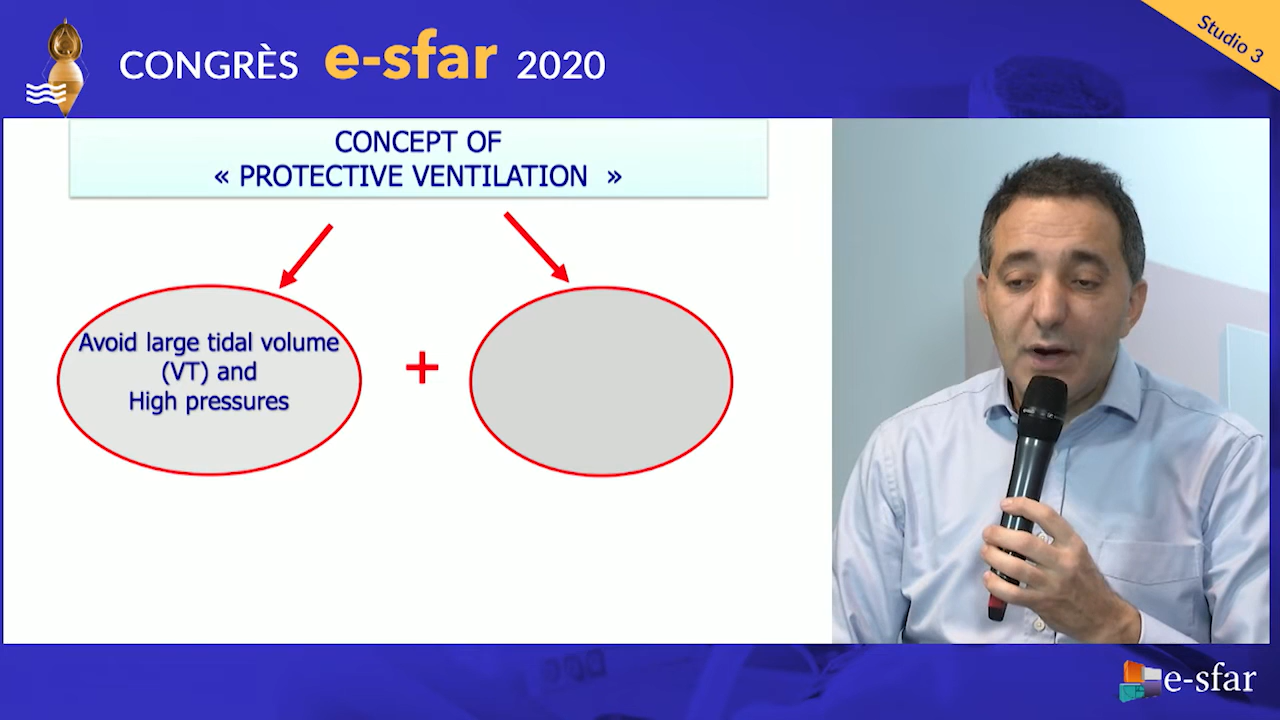 CONGRÈS e-sfar 2020
Studio 3
CONCEPT OF
« PROTECTIVE VENTILATION »
Avoid large tidal volume
(VT) and
High pressures
+
e-sfar